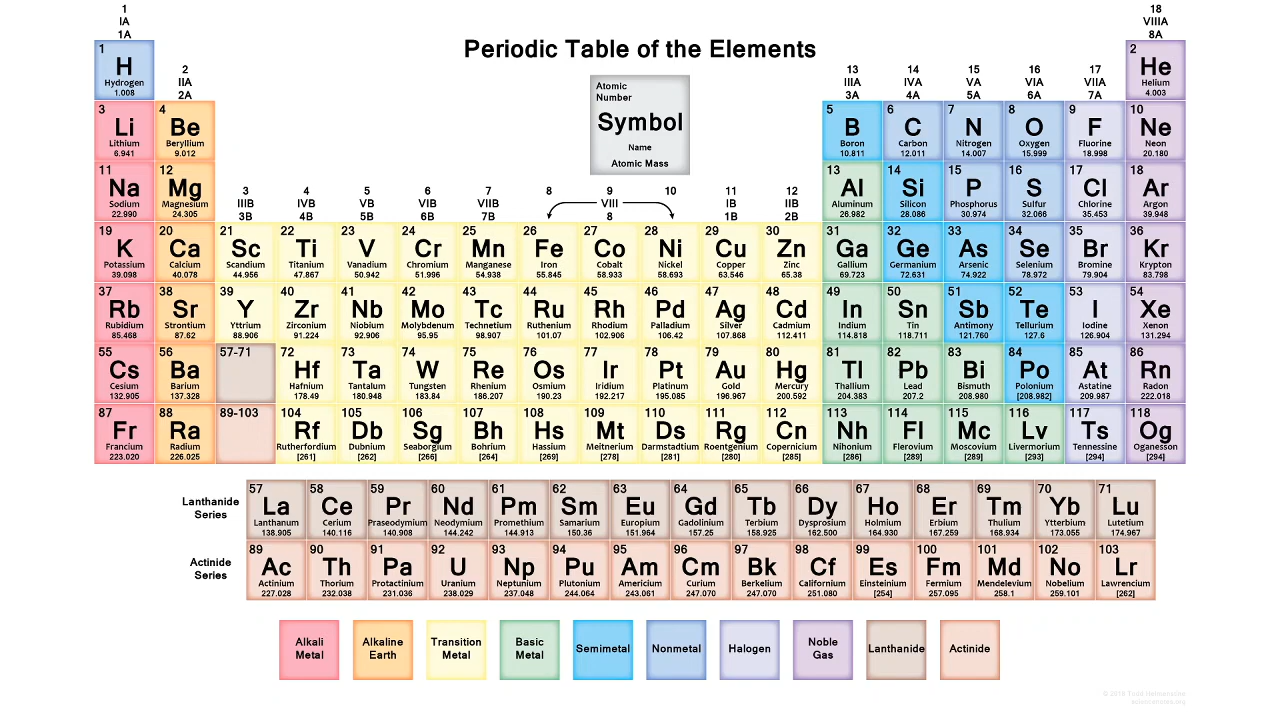 1
IA
1A
18
VIIIA
8A
Periodic Table of the Elements
1
H
Hydrogen
1.008
2
IIA
2A
13
IIIA
3A
14
IVA
4A
15
VA
5A
16
VIA
6A
17
VIIA
7A
2
He
Helium
4.003
Atomic
Number
Symbol
Name
Atomic Mass
3
Li
Lithium
6.941
4
Be
Beryllium
9.012
5
B
Boron
10.811
6
C
Carbon
12.011
7
N
Nitrogen
14.007
8
O
Oxygen
15.999
9
F
Fluorine
18.998
10
Ne
Neon
20.180
11
Na
Sodium
22.990
12
Mg
Magnesium
24.305
3
IIIB
3B
4
IVB
4B
5
VB
5B
6
VIB
6B
7
VIIB
7B
8
9
10
VIII
8
11
IB
1B
12
IIB
2B
13
Al
Aluminum
26.982
14
Si
Silicon
28.086
15
P
Phosphorus
30.974
16
S
Sulfur
32.066
17
Cl
Chlorine
35.453
18
Ar
Argon
39.948
19
K
Potassium
39.098
20
Ca
Calcium
40.078
21
Sc
Scandium
44.956
22
Ti
Titanium
47.867
23
V
Vanadium
50.942
24
Cr
Chromium
51.996
25
Mn
Manganese
54.938
26
Fe
Iron
55.845
27
Co
Cobalt
58.933
28
Ni
Nickel
58.693
29
Cu
Copper
63.546
30
Zn
Zinc
65.38
31
Ga
Gallium
69.723
32
Ge
Germanium
72.631
33
As
Arsenic
74.922
34
Se
Selenium
78.972
35
Br
Bromine
79.904
36
Kr
Krypton
83.798
37
Rb
Rubidium
85.468
38
Sr
Strontium
87.62
39
Y
Yttrium
88.906
40
Zr
Zirconium
91.224
41
Nb
Niobium
92.906
42
Mo
Molybdenum
95.95
43
Tc
Technetium
98.907
44
Ru
Ruthenium
101.07
45
Rh
Rhodium
102.906
46
Pd
Palladium
106.42
47
Ag
Silver
107.868
48
Cd
Cadmium
112.411
49
In
Indium
114.818
50
Sn
Tin
118.711
51
Sb
Antimony
121.760
52
Te
Tellurium
127.6
53
I
Iodine
126.904
54
Xe
Xenon
131.294
55
Cs
Cesium
132.905
56
Ba
Barium
137.328
57-71
72
Hf
Hafnium
178.49
73
Ta
Tantalum
180.948
74
W
Tungsten
183.84
75
Re
Rhenium
186.207
76
Os
Osmium
190.23
77
Ir
Iridium
192.217
78
Pt
Platinum
195.085
79
Au
Gold
196.967
80
Hg
Mercury
200.592
81
Tl
Thallium
204.383
82
Pb
Lead
207.2
83
Bi
Bismuth
208.980
84
Po
Polonium
[208.982]
85
At
Astatine
209.987
86
Rn
Radon
222.018
87
Fr
Francium
223.020
88
Ra
Radium
226.025
89-103
104
Rf
Rutherfordium
[261]
105
Db
Dubnium
[262]
106
Sg
Seaborgium
[266]
107
Bh
Bohrium
[264]
108
Hs
Hassium
[269]
109
Mt
Meitnerium
[278]
110
Ds
Darmstadtium
[281]
111
Rg
Roentgenium
[280]
112
Cn
Copernicium
[285]
113
Nh
Nihonium
[286]
114
Fl
Flerovium
[289]
115
Mc
Moscovium
[289]
116
Lv
Livermorium
[293]
117
Ts
Tennessine
[294]
118
Og
Oganesson
[294]
Lanthanide
Series
57
La
Lanthanum
138.905
58
Ce
Cerium
140.116
59
Pr
Praseodymium
140.908
60
Nd
Neodymium
144.242
61
Pm
Promethium
144.913
62
Sm
Samarium
150.36
63
Eu
Europium
151.964
64
Gd
Gadolinium
157.25
65
Tb
Terbium
158.925
66
Dy
Dysprosium
162.500
67
Ho
Holmium
164.930
68
Er
Erbium
167.259
69
Tm
Thulium
168.934
70
Yb
Ytterbium
173.055
71
Lu
Lutetium
174.967
Actinide
Series
89
Ac
Actinium
227.028
90
Th
Thorium
232.038
91
Pa
Protactinium
231.036
92
U
Uranium
238.029
93
Np
Neptunium
237.048
94
Pu
Plutonium
244.064
95
Am
Americium
243.061
96
Cm
Curium
247.070
97
Bk
Berkelium
247.070
98
Cf
Californium
251.080
99
Es
Einsteinium
[254]
100
Fm
Fermium
257.095
101
Md
Mendelevium
258.1
102
No
Nobelium
259.101
103
Lr
Lawrencium
[262]
Alkali
Metal
Alkaline
Earth
Transition
Metal
Basic
Metal
Semimetal
Nonmetal
Halogen
Noble
Gas
Lanthanide
Actinide
Todd Helmenstine